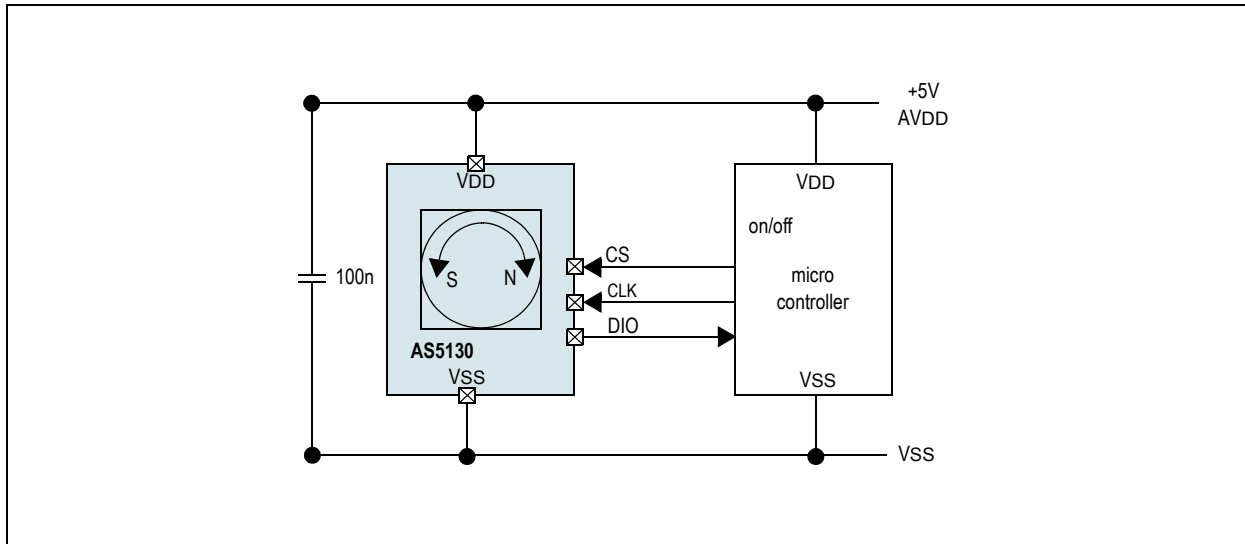 +5V
AVDD
VDD
VDD
on/off
CS
micro
controller
100n
S
N
CLK
DIO
AS5130
VSS
VSS
VSS